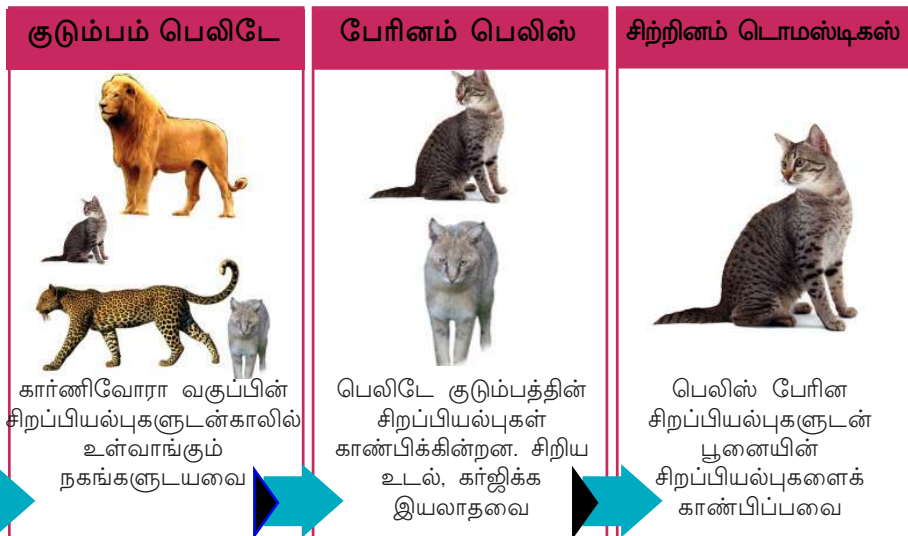 குடும்பம் பெலிடே
கார்ணிவோரா வகுப்பின்
சிறப்பியல்புகளுடன்காலில்
உள்வாங்கும்
நகங்களுடயவை
பேரினம் பெலிஸ்
பெலிடே குடும்பத்தின்
சிறப்பியல்புகள்
காண்பிக்கின்றன. சிறிய
உடல், கர்ஜிக்க
இயலாதவை
சிற்றினம் டொமஸ்டிகஸ்
பெலிஸ் பேரின
சிறப்பியல்புகளுடன்
பூனையின்
சிறப்பியல்புகளைக்
காண்பிப்பவை